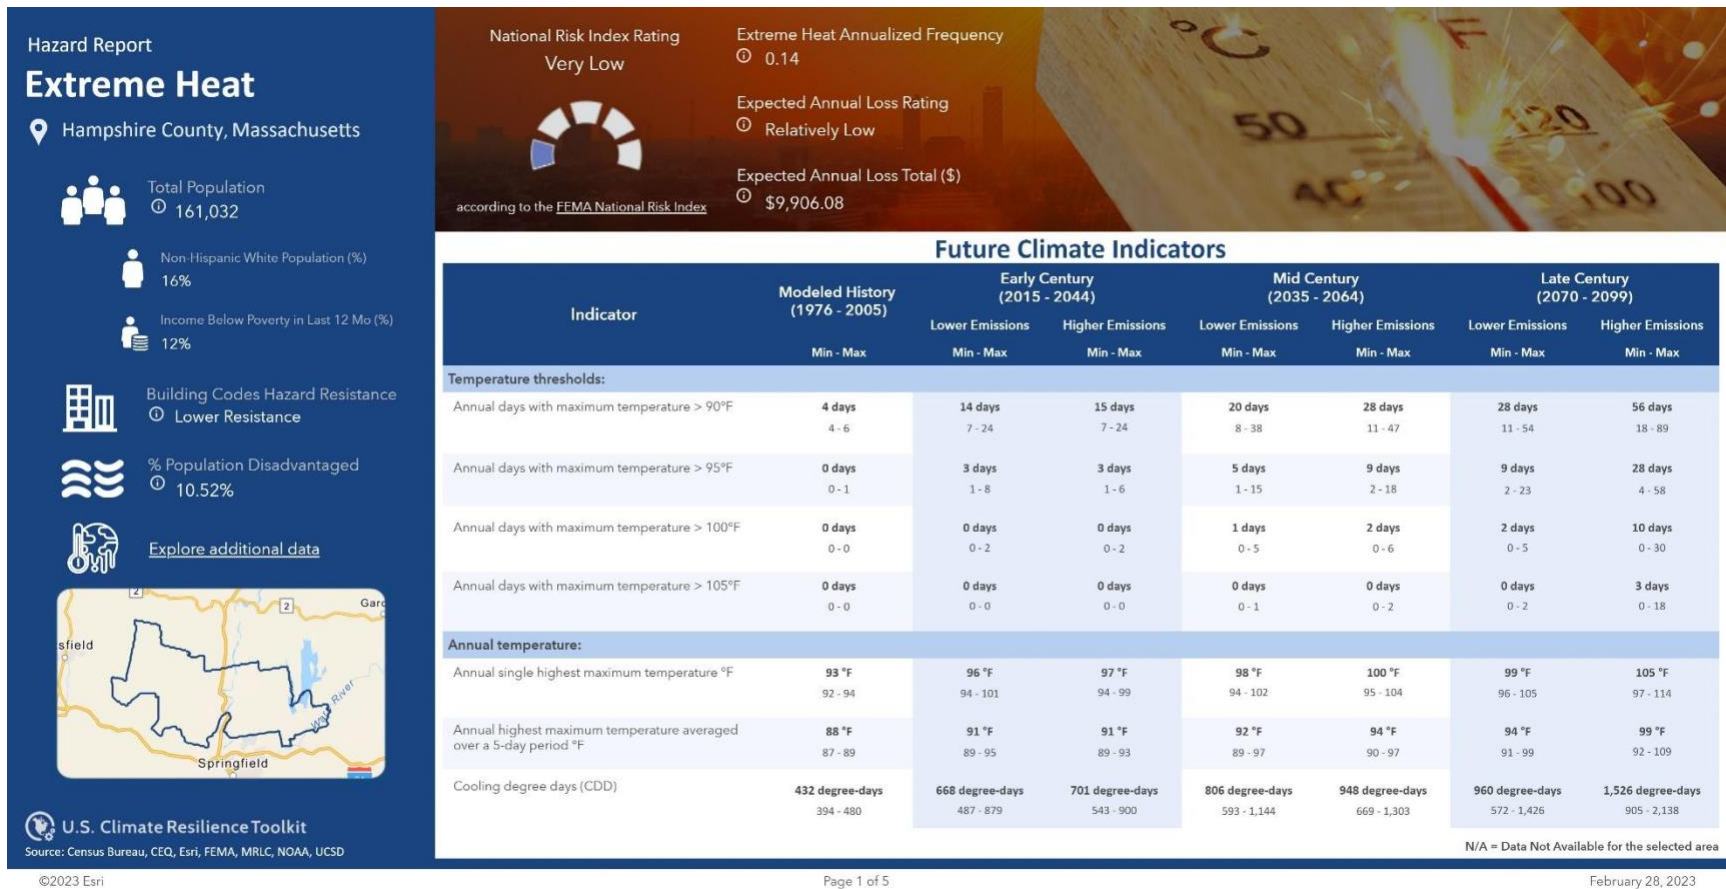 Hazard Report
Extreme Heat
Hampshire County, Massachusetts
Total Population
161,032
Non-Hispanic White Population (%)
16%
Income Below Poverty in Last 12 Mo (%)
12%
Building Codes Hazard Resistance
Lower Resistance
% Population Disadvantaged
10.52%
Explore additional data
2
2
Gard
sfield
Ware River
Springfield
U.S. Climate Resilience Toolkit
Source: Census Bureau, CEQ, Esri, FEMA, MRLC, NOAA, UCSD
National Risk Index Rating
Very Low
according to the FEMA National Risk Index
Extreme Heat Annualized Frequency
0.14
Expected Annual Loss Rating
Relatively Low
Expected Annual Loss Total ($)
$9,906.08
°C
°F
50
120
40
100
Future Climate Indicators
Indicator
Modeled History
(1976 - 2005)
Early Century
(2015 - 2044)
Mid Century
(2035 - 2064)
Late Century
(2070 - 2099)
Lower Emissions Higher Emissions Lower Emissions Higher Emissions Lower Emissions Higher Emissions
Min - Max Min - Max Min - Max Min - Max Min - Max Min - Max Min - Max
Temperature thresholds:
Annual days with maximum temperature > 90°F 4 days 14 days 15 days 20 days 28 days 28 days 56 days
4 - 6 7 - 24 7 - 24 8 - 38 11 - 47 11 - 54 18 - 89
Annual days with maximum temperature > 95°F 0 days 3 days 3 days 5 days 9 days 9 days 28 days
0 - 1 1 - 8 1 - 6 1 - 15 2 - 18 2 - 23 4 - 58
Annual days with maximum temperature > 100°F 0 days 0 days 0 days 1 days 2 days 2 days 10 days
0 - 0 0 - 2 0 - 2 0 - 5 0 - 6 0 - 5 0 - 30
Annual days with maximum temperature > 105°F 0 days 0 days 0 days 0 days 0 days 0 days 3 days
0 - 0 0 - 0 0 - 0 0 - 1 0 - 2 0 - 2 0 - 18
Annual temperature:
Annual single highest maximum temperature °F 93 °F 96 °F 97 °F 98 °F 100 °F 99 °F 105 °F
92 - 94 94 - 101 94 - 99 94 - 102 95 - 104 96 - 105 97 - 114
Annual highest maximum temperature averaged
over a 5-day period °F 88 °F 91 °F 91 °F 92 °F 94 °F 94 °F 99 °F
87 - 89 89 - 95 89 - 93 89 - 97 90 - 97 91 - 99 92 - 109
Cooling degree days (CDD) 432 degree-days 668 degree-days 701 degree-days 806 degree-days 948 degree-days 960 degree-days 1,526 degree-days
394 - 480 487 - 879 543 - 900 593 - 1,144 669 - 1,303 572 - 1,426 905 - 2,138
N/A = Data Not Available for the selected area
©2023 Esri
Page 1 of 5
February 28, 2023